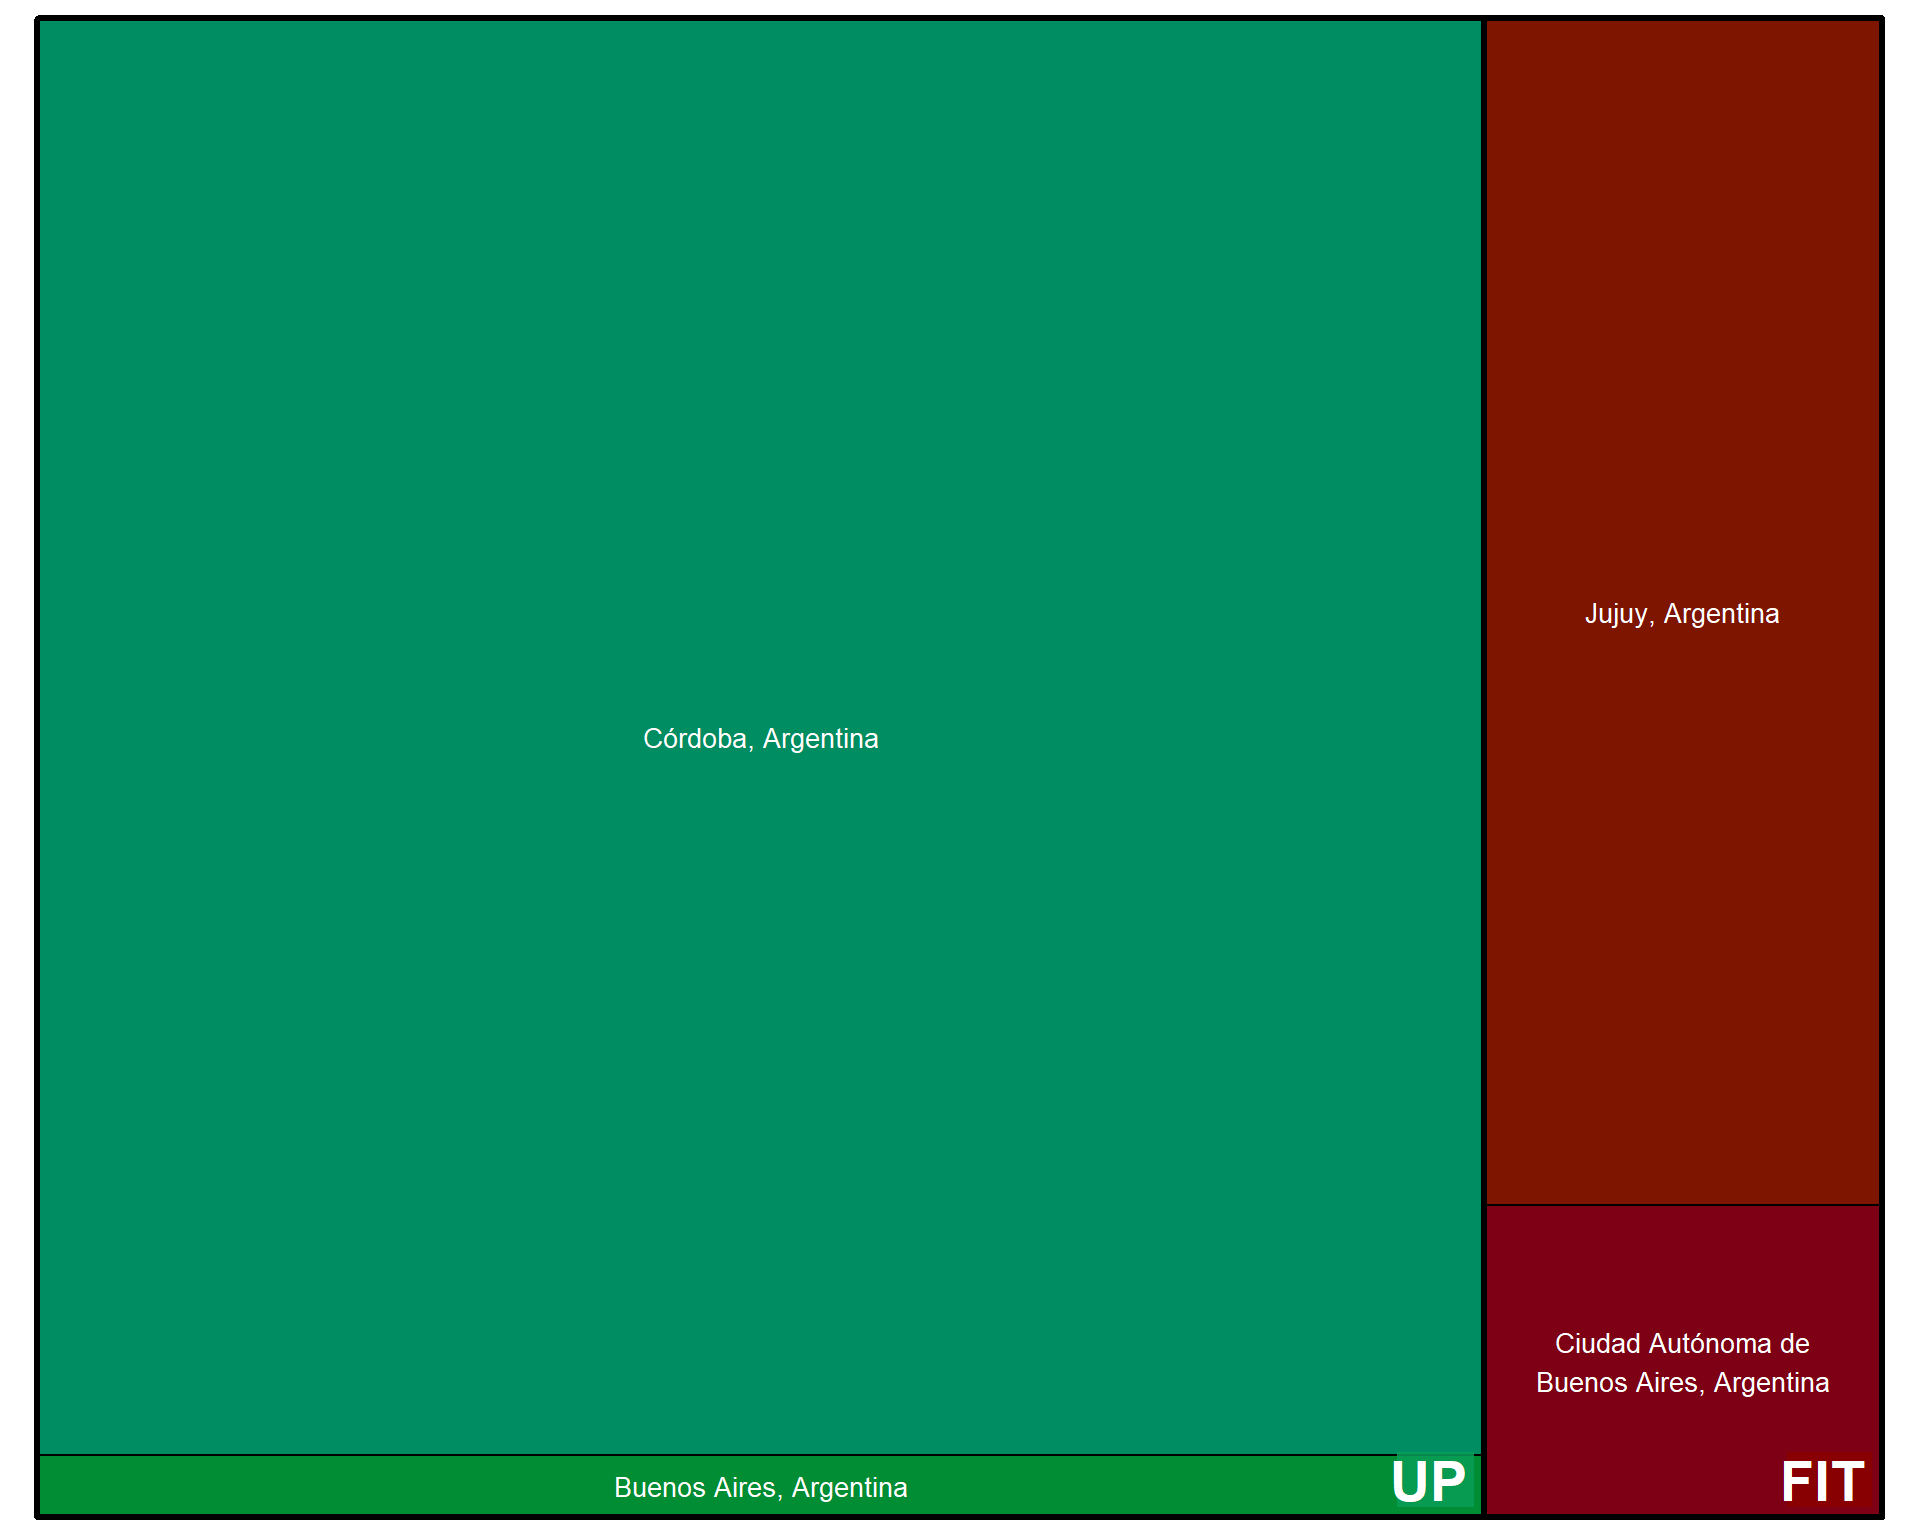 Córdoba, Argentina
Buenos Aires, Argentina
UP
Jujuy, Argentina
Ciudad Autónoma de
Buenos Aires, Argentina
FIT